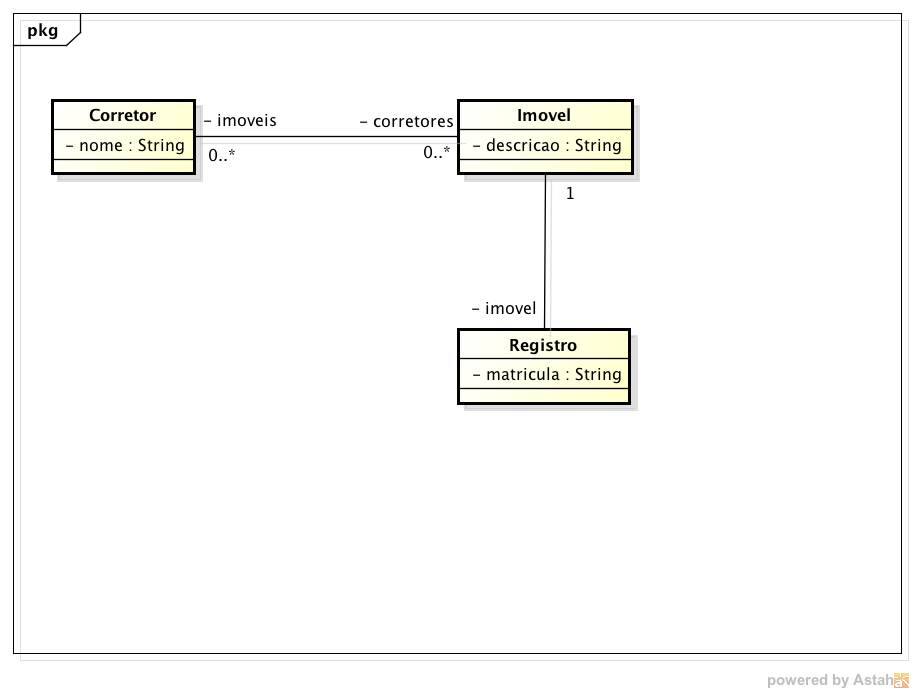 pkg
Corretor
- nome : String
- imoveis
0..*
- corretores
0..*
Imovel
- descricao : String
1
- imovel
Registro
- matricula : String
powered by Astah